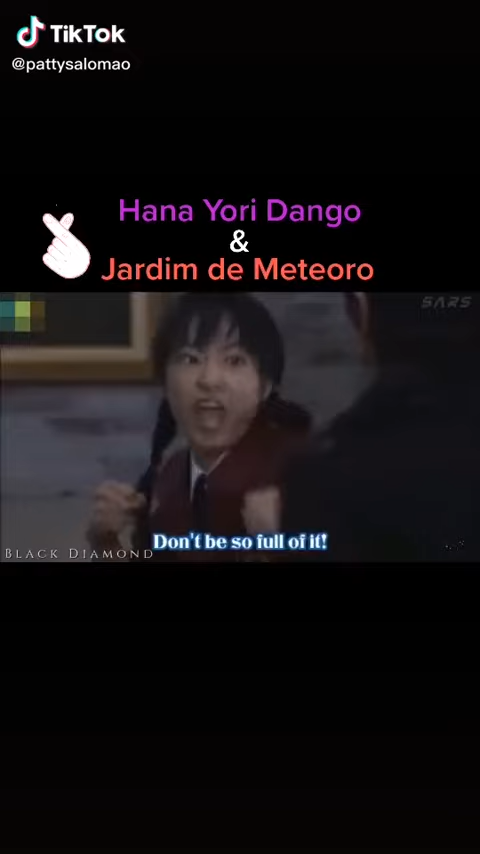 TikTok
@pattysalomao
Hana Yori Dango
&
Jardim de Meteoro
SARS
Don't be so full of it!
BLACK DIAMOND